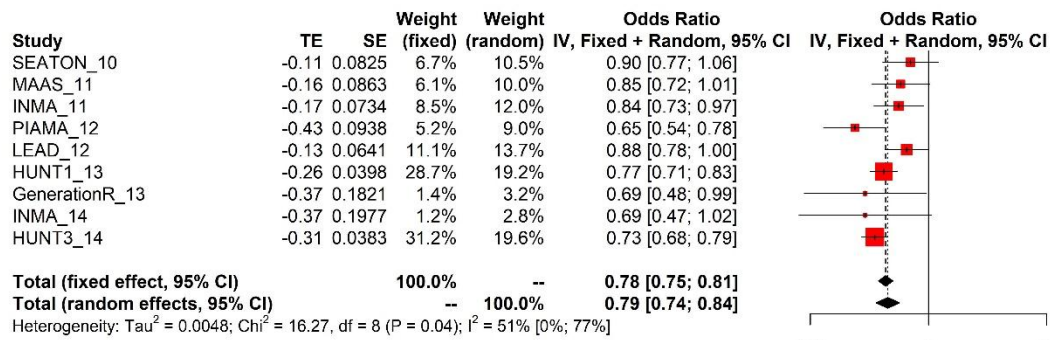 Weight Weight Odds Ratio Odds Ratio
Study TE SE (fixed) (random) IV, Fixed + Random, 95% CI IV, Fixed + Random, 95% CI
SEATON_10 -0.11 0.0825 6.7% 10.5% 0.90 [0.77; 1.06]
MAAS_11 -0.16 0.0863 6.1% 10.0% 0.85 [0.72; 1.01]
INMA_11 -0.17 0.0734 8.5% 12.0% 0.84 [0.73; 0.97]
PIAMA_12 -0.43 0.0938 5.2% 9.0% 0.65 [0.54; 0.78]
LEAD_12 -0.13 0.0641 11.1% 13.7% 0.88 [0.78; 1.00]
HUNT1_13 -0.26 0.0398 28.7% 19.2% 0.77 [0.71; 0.83]
GenerationR_13 -0.37 0.1821 1.4% 3.2% 0.69 [0.48; 0.99]
INMA_14 -0.37 0.1977 1.2% 2.8% 0.69 [0.47; 1.02]
HUNT3_14 -0.31 0.0383 31.2% 19.6% 0.73 [0.68; 0.79]
Total (fixed effect, 95% CI) 100.0% -- 0.78 [0.75; 0.81]
Total (random effects, 95% CI) -- 100.0% 0.79 [0.74; 0.84]
Heterogeneity: Tau² = 0.0048; Chi² = 16.27, df = 8 (P = 0.04); I² = 51% [0%; 77%]